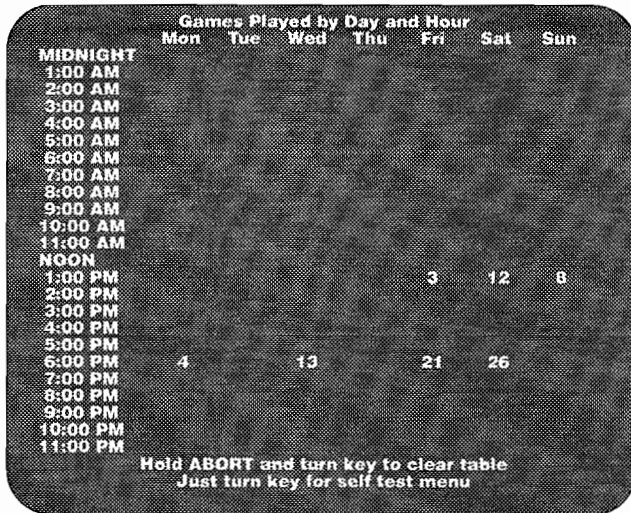 Games Played by Day and Hour
Mon Tue Wed Thu Fri Sat Sun
MIDNIGHT
1:00 AM
2:00 AM
3:00 AM
4:00 AM
5:00 AM
6:00 AM
7:00 AM
8:00 AM
9:00 AM
10:00 AM
11:00 AM
NOON
1:00 PM 3 12 8
2:00 PM
3:00 PM
4:00 PM
5:00 PM
6:00 PM 4 13 21 26
7:00 PM
8:00 PM
9:00 PM
10:00 PM
11:00 PM
Hold ABORT and turn key to clear table
Just turn key for self test menu